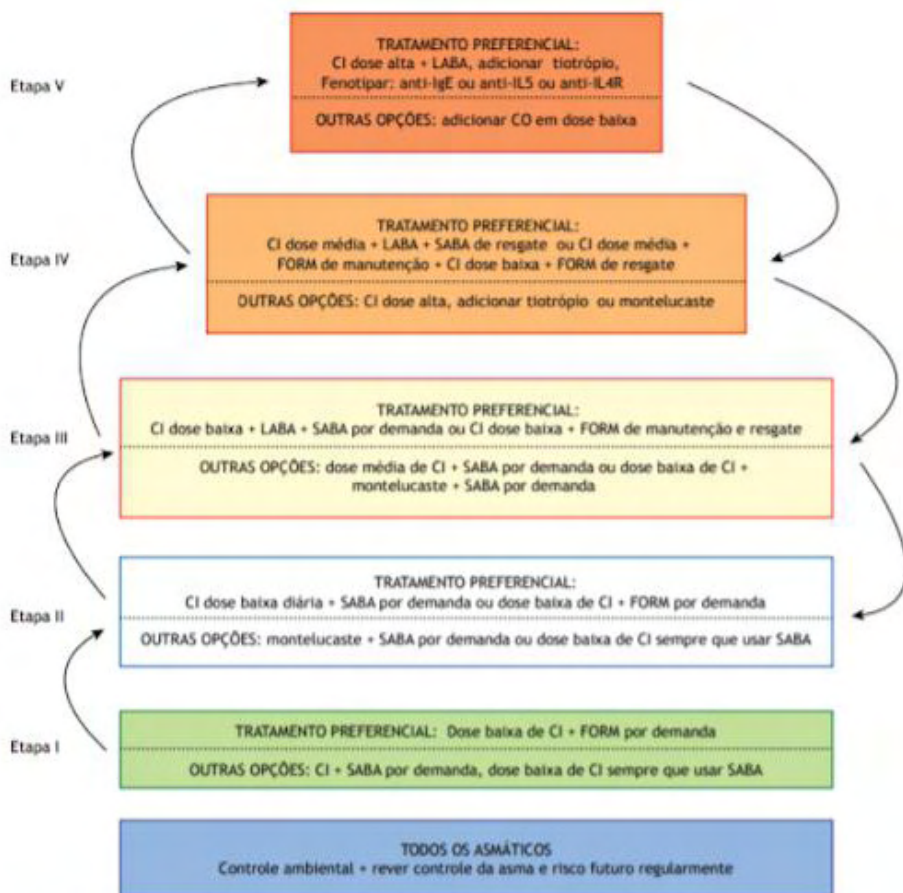 Etapa V
TRATAMENTO PREFERENCIAL:
CI dose alta + LABA, adicionar tiotrópio,
Fenotipar: anti-IgE ou anti-IL5 ou anti-IL4R
OUTRAS OPÇÕES: adicionar CO em dose baixa
Etapa IV
TRATAMENTO PREFERENCIAL:
CI dose média + LABA + SABA de resgate ou CI dose média +
FORM de manutenção + CI dose baixa + FORM de resgate
OUTRAS OPÇÕES: CI dose alta, adicionar tiotrópio ou montelucaste
Etapa III
TRATAMENTO PREFERENCIAL:
CI dose baixa + LABA + SABA por demanda ou CI dose baixa + FORM de manutenção e resgate
OUTRAS OPÇÕES: dose média de CI + SABA por demanda ou dose baixa de CI +
montelucaste + SABA por demanda
Etapa II
TRATAMENTO PREFERENCIAL:
CI dose baixa diária + SABA por demanda ou dose baixa de CI + FORM por demanda
OUTRAS OPÇÕES: montelucaste + SABA por demanda ou dose baixa de CI sempre que usar SABA
Etapa I
TRATAMENTO PREFERENCIAL: Dose baixa de CI + FORM por demanda
OUTRAS OPÇÕES: CI + SABA por demanda, dose baixa de CI sempre que usar SABA
TODOS OS ASMÁTICOS
Controle ambiental + rever controle da asma e risco futuro regularmente